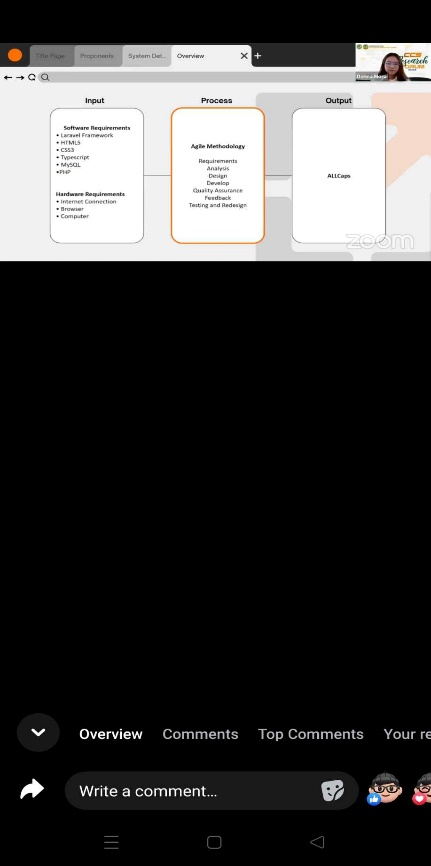 Title Page
Proponents
System Det...
Overview
Input
Process
Output
Software Requirements
• Laravel Framework
• HTML5
• CSS3
• Typescript
• MySQL
•PHP
Hardware Requirements
• Internet Connection
• Browser
• Computer
Agile Methodology
Requirements
Analysis
Design
Develop
Quality Assurance
Feedback
Testing and Redesign
ALLCaps
zoom
Overview
Comments
Top Comments
Your re
Write a comment...